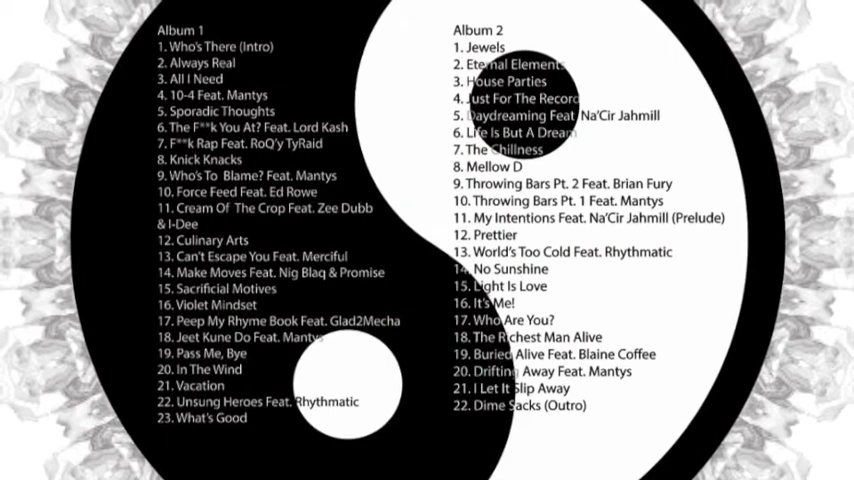 Album 1
1. Who's There (Intro)
2. Always Real
3. All I Need
4. 10-4 Feat. Mantys
5. Sporadic Thoughts
6. The F**k You At? Feat. Lord Kash
7. F**k Rap Feat. RoQ'y TyRaid
8. Knick Knacks
9. Who's To Blame? Feat. Mantys
10. Force Feed Feat. Ed Rowe
11. Cream Of The Crop Feat. Zee Dubb
& I-Dee
12. Culinary Arts
13. Can't Escape You Feat. Merciful
14. Make Moves Feat. Nig Blaq & Promise
15. Sacrificial Motives
16. Violet Mindset
17. Peep My Rhyme Book Feat. Glad2Mecha
18. Jeet Kune Do Feat. Mantys
19. Pass Me, Bye
20. In The Wind
21. Vacation
22. Unsung Heroes Feat. Rhythmatic
23. What's Good
Album 2
1. Jewels
2. Eternal Elements
3. House Parties
4. Just For The Record
5. Daydreaming Feat. Na'Cir Jahmill
6. Life Is But A Dream
7. The Chillness
8. Mellow D
9. Throwing Bars Pt. 2 Feat. Brian Fury
10. Throwing Bars Pt. 1 Feat. Mantys
11. My Intentions Feat. Na'Cir Jahmill (Prelude)
12. Prettier
13. World's Too Cold Feat. Rhythmatic
14. No Sunshine
15. Light Is Love
16. It's Me!
17. Who Are You?
18. The Richest Man Alive
19. Buried Alive Feat. Blaine Coffee
20. Drifting Away Feat. Mantys
21. I Let It Slip Away
22. Dime Sacks (Outro)